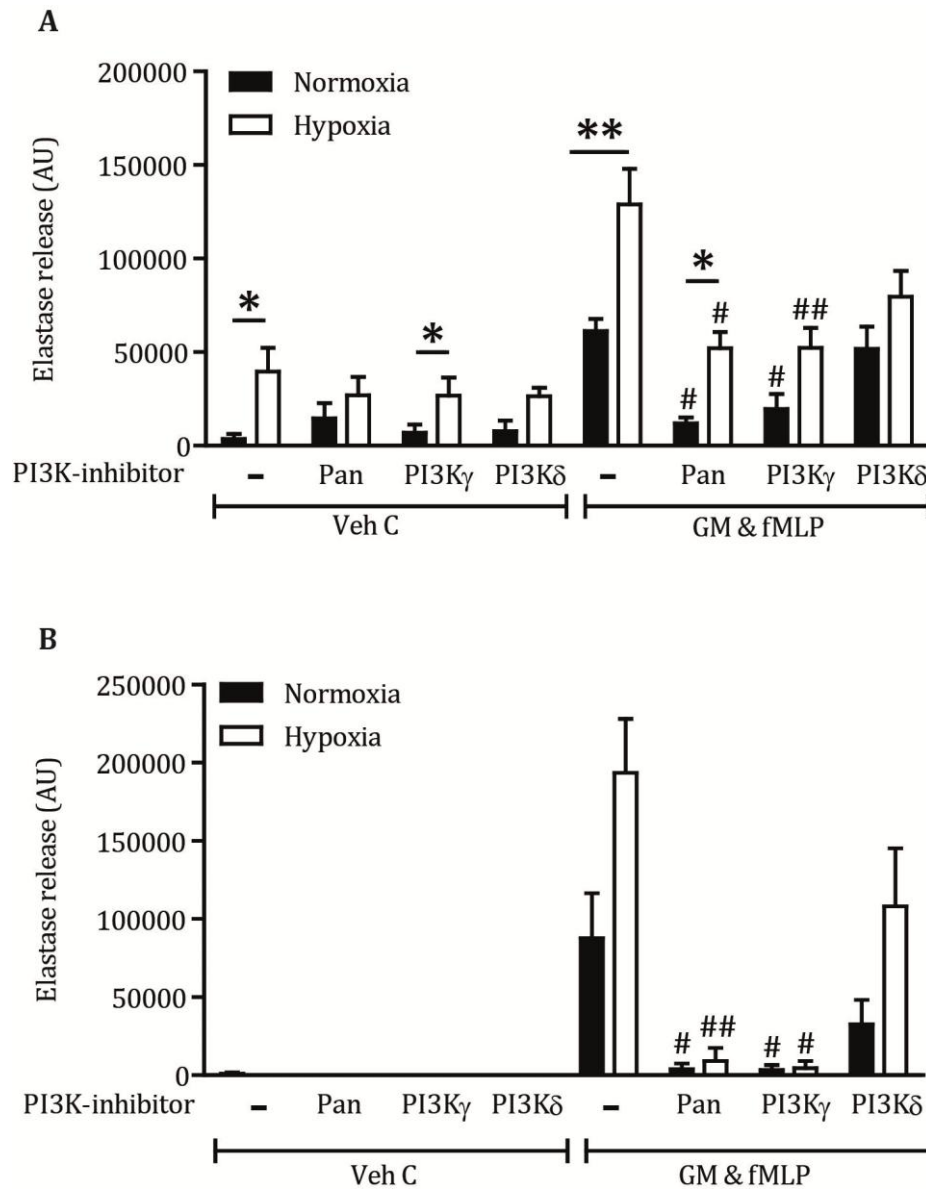 A
200000
Normoxia
Hypoxia
**
150000
Elastase release (AU)
100000
*
*
#
##
*
50000
#
#
0
PI3K-inhibitor - Pan PI3Kγ PI3Kδ - Pan PI3Kγ PI3Kδ
Veh C GM & fMLP
B
250000
Normoxia
Hypoxia
200000
150000
Elastase release (AU)
100000
50000
# ## # #
0
PI3K-inhibitor - Pan PI3Kγ PI3Kδ - Pan PI3Kγ PI3Kδ
Veh C GM & fMLP